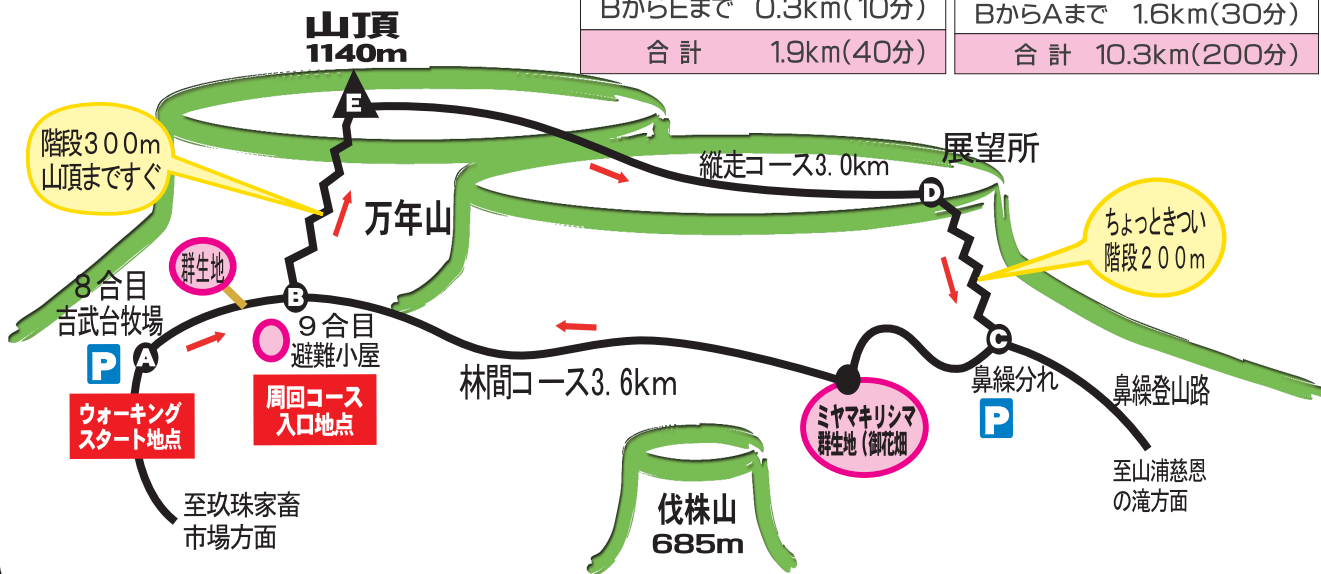 BからEまで 0.3km(10分)
合計 1.9km(40分)
BからAまで 1.6km(30分)
合計 10.3km(200分)
山頂
1140m
E
階段300m
山頂まですぐ
万年山
縦走コース3.0km
展望所
D
ちょっときつい
階段200m
群生地
8合目
吉武台牧場
P
A
B
9合目
避難小屋
ウォーキング
スタート地点
周回コース
入口地点
林間コース3.6km
ミヤマキリシマ
群生地(御花畑
C
鼻繰分れ
P
鼻繰登山路
至山浦慈恩
の滝方面
至玖珠家畜
市場方面
伐株山
685m